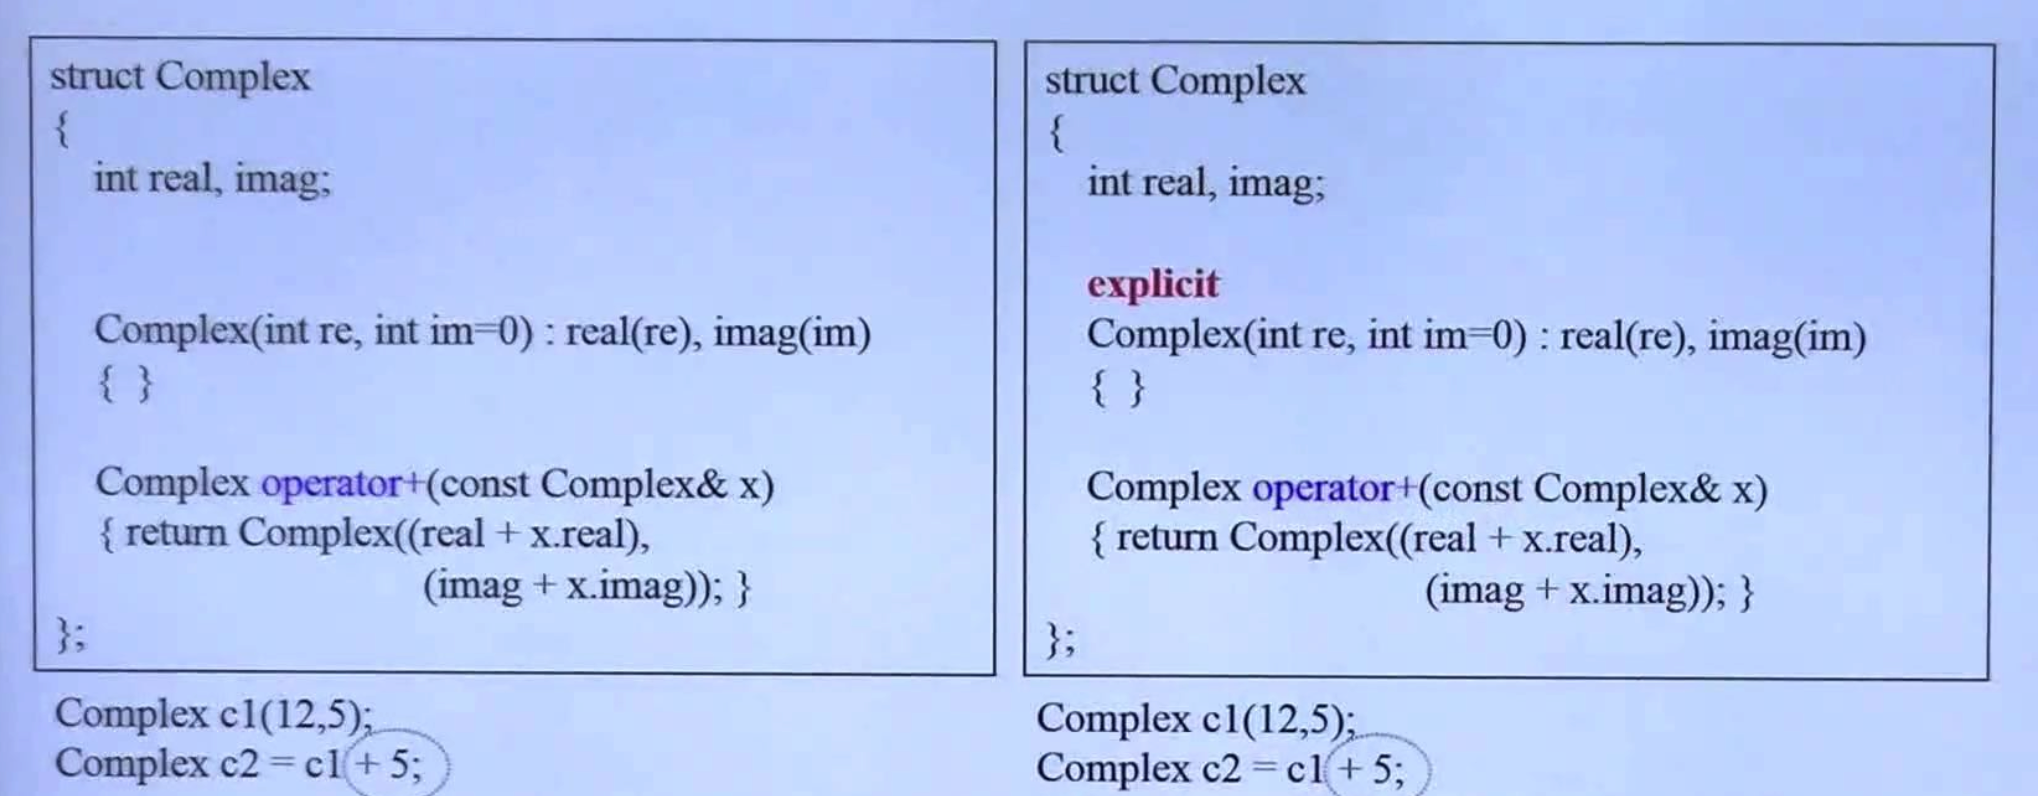 struct Complex
{
int real, imag;
Complex(int re, int im=0) : real(re), imag(im)
{ }
Complex operator+(const Complex& x)
{ return Complex((real + x.real),
(imag + x.imag)); }
};
Complex c1(12,5);
Complex c2 = c1 + 5;
struct Complex
{
int real, imag;
explicit
Complex(int re, int im=0) : real(re), imag(im)
{ }
Complex operator+(const Complex& x)
{ return Complex((real + x.real),
(imag + x.imag)); }
};
Complex c1(12,5);
Complex c2 = c1 + 5;